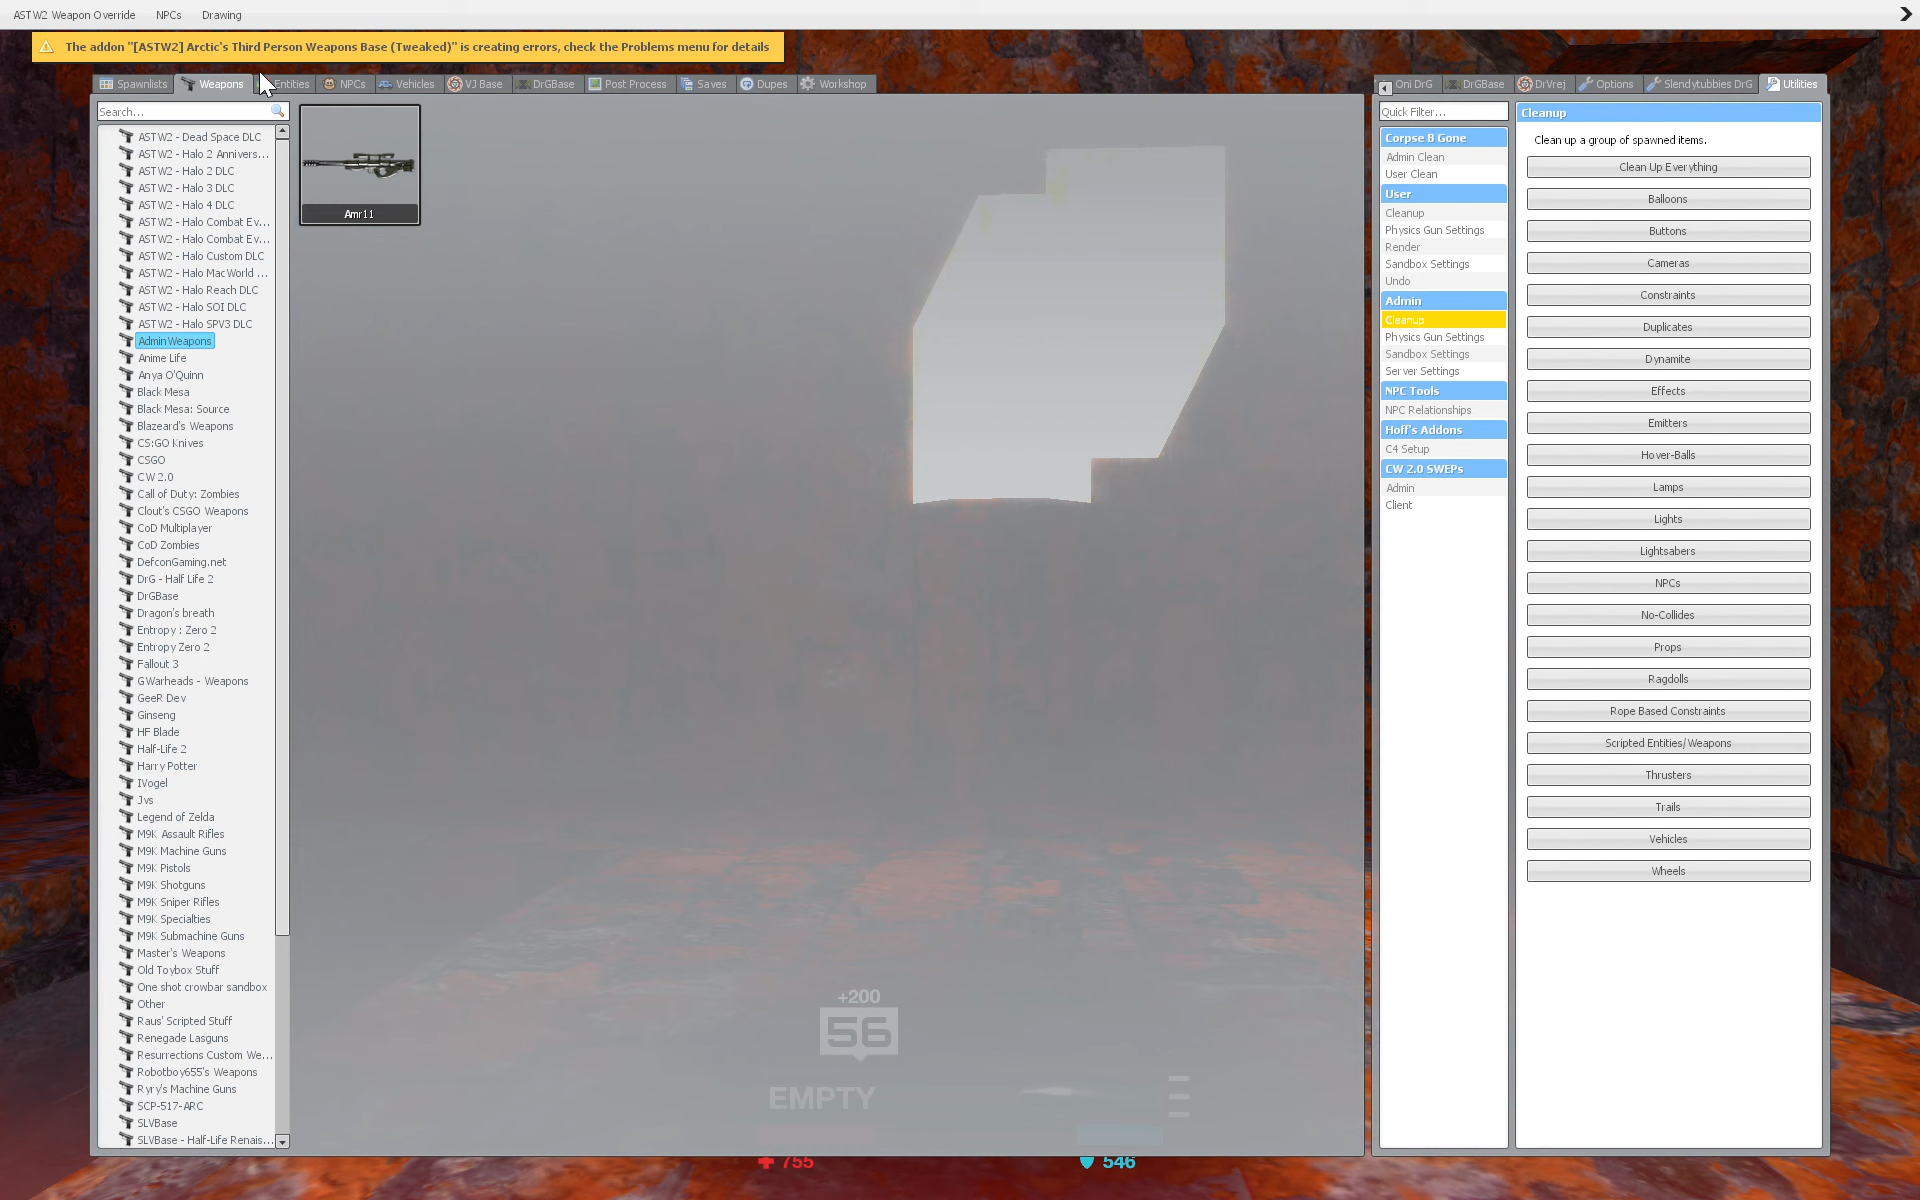 ASTW2 Weapon Override NPCs Drawing
The addon "[ASTW2] Arctic's Third Person Weapons Base (Tweaked)" is creating errors, check the Problems menu for details
Spawnlists Weapons Entities NPCs Vehicles VJ Base DrGBase Post Process Saves Dupes Workshop
Search...
ASTW2 - Dead Space DLC
ASTW2 - Halo 2 Annivers...
ASTW2 - Halo 2 DLC
ASTW2 - Halo 3 DLC
ASTW2 - Halo 4 DLC
ASTW2 - Halo Combat Ev...
ASTW2 - Halo Combat Ev...
ASTW2 - Halo Custom DLC
ASTW2 - Halo MacWorld ...
ASTW2 - Halo Reach DLC
ASTW2 - Halo SOI DLC
ASTW2 - Halo SPV3 DLC
AdminWeapons
Anime Life
Anya O'Quinn
Black Mesa
Black Mesa: Source
Blazeard's Weapons
CS:GO Knives
CSGO
CW 2.0
Call of Duty: Zombies
Clout's CSGO Weapons
CoD Multiplayer
CoD Zombies
DefconGaming.net
DrG - Half Life 2
DrGBase
Dragon's breath
Entropy : Zero 2
Entropy Zero 2
Fallout 3
GWarheads - Weapons
GeeR Dev
Ginseng
HF Blade
Half-Life 2
Harry Potter
IVogel
Jvs
Legend of Zelda
M9K Assault Rifles
M9K Machine Guns
M9K Pistols
M9K Shotguns
M9K Sniper Rifles
M9K Specialties
M9K Submachine Guns
Master's Weapons
Old Toybox Stuff
One shot crowbar sandbox
Other
Raus' Scripted Stuff
Renegade Lasguns
Resurrections Custom We...
Robotboy655's Weapons
Ryry's Machine Guns
SCP-517-ARC
SLVBase
SLVBase - Half-Life Renais...
Amr11
+200
56
EMPTY
755
546
Oni DrG DrGBase DrVrej Options Slendytubbies DrG Utilities
Quick Filter...
Corpse B Gone
Admin Clean
User Clean
User
Cleanup
Physics Gun Settings
Render
Sandbox Settings
Undo
Admin
Cleanup
Physics Gun Settings
Sandbox Settings
Server Settings
NPC Tools
NPC Relationships
Hoff's Addons
C4 Setup
CW 2.0 SWEPs
Admin
Client
Cleanup
Clean up a group of spawned items.
Clean Up Everything
Balloons
Buttons
Cameras
Constraints
Duplicates
Dynamite
Effects
Emitters
Hover-Balls
Lamps
Lights
Lightsabers
NPCs
No-Collides
Props
Ragdolls
Rope Based Constraints
Scripted Entities/Weapons
Thrusters
Trails
Vehicles
Wheels